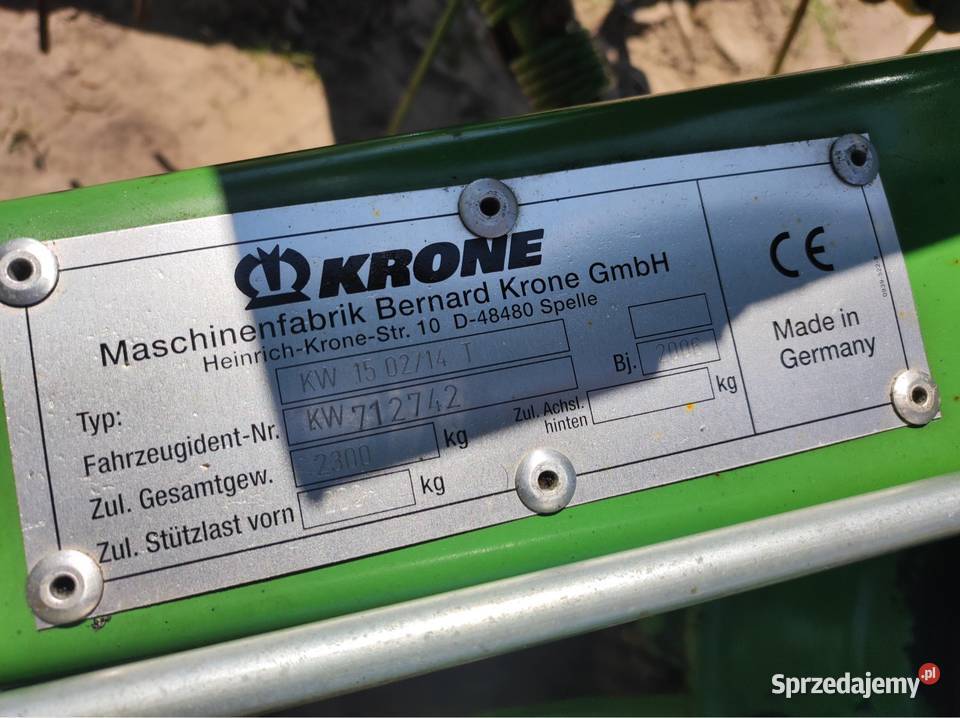 KRONE
Maschinenfabrik Bernard Krone GmbH
Heinrich-Krone-Str. 10 D-48480 Spelle
Typ: KW 15 02/14 T
Fahrzeugident-Nr. KW 712742 Bj. 2006
Zul. Gesamtgew. 2300 kg Zul. Achsl. hinten kg
Zul. Stützlast vorn kg
CE
Made in
Germany
Sprzedajemy.pl